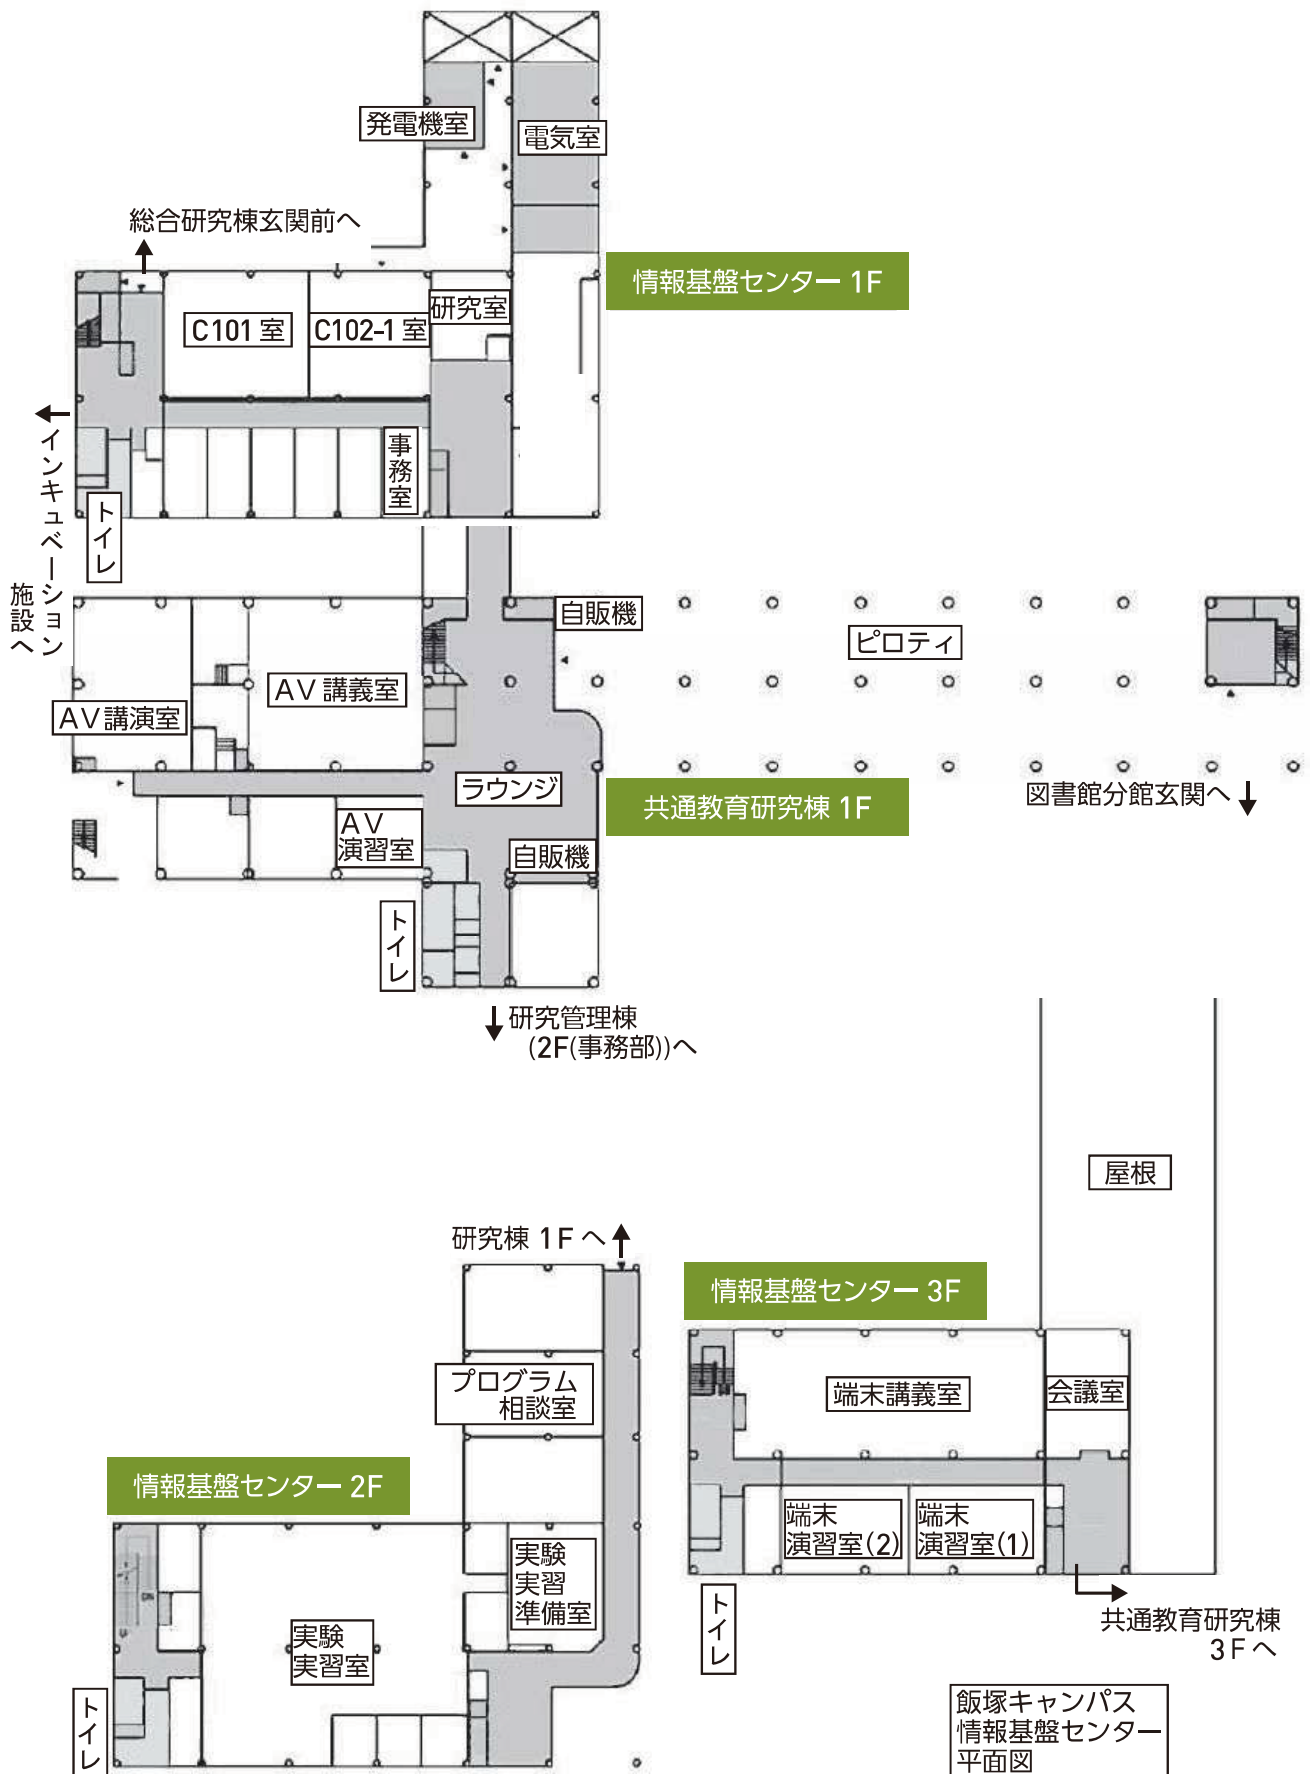 発電機室
電気室
総合研究棟玄関前へ
情報基盤センター 1F
研究室
C101 室
C102-1 室
事務室
トイレ
インキュベーション
施設へ
自販機
ピロティ
AV講義室
AV講演室
ラウンジ
共通教育研究棟 1F
図書館分館玄関へ
AV
演習室
自販機
トイレ
研究管理棟
(2F(事務部))へ
屋根
研究棟 1F へ
情報基盤センター 3F
プログラム
相談室
端末講義室
会議室
情報基盤センター 2F
端末
演習室(2)
端末
演習室(1)
実験
実習
準備室
実験
実習室
トイレ
共通教育研究棟
3Fへ
トイレ
飯塚キャンパス
情報基盤センター
平面図